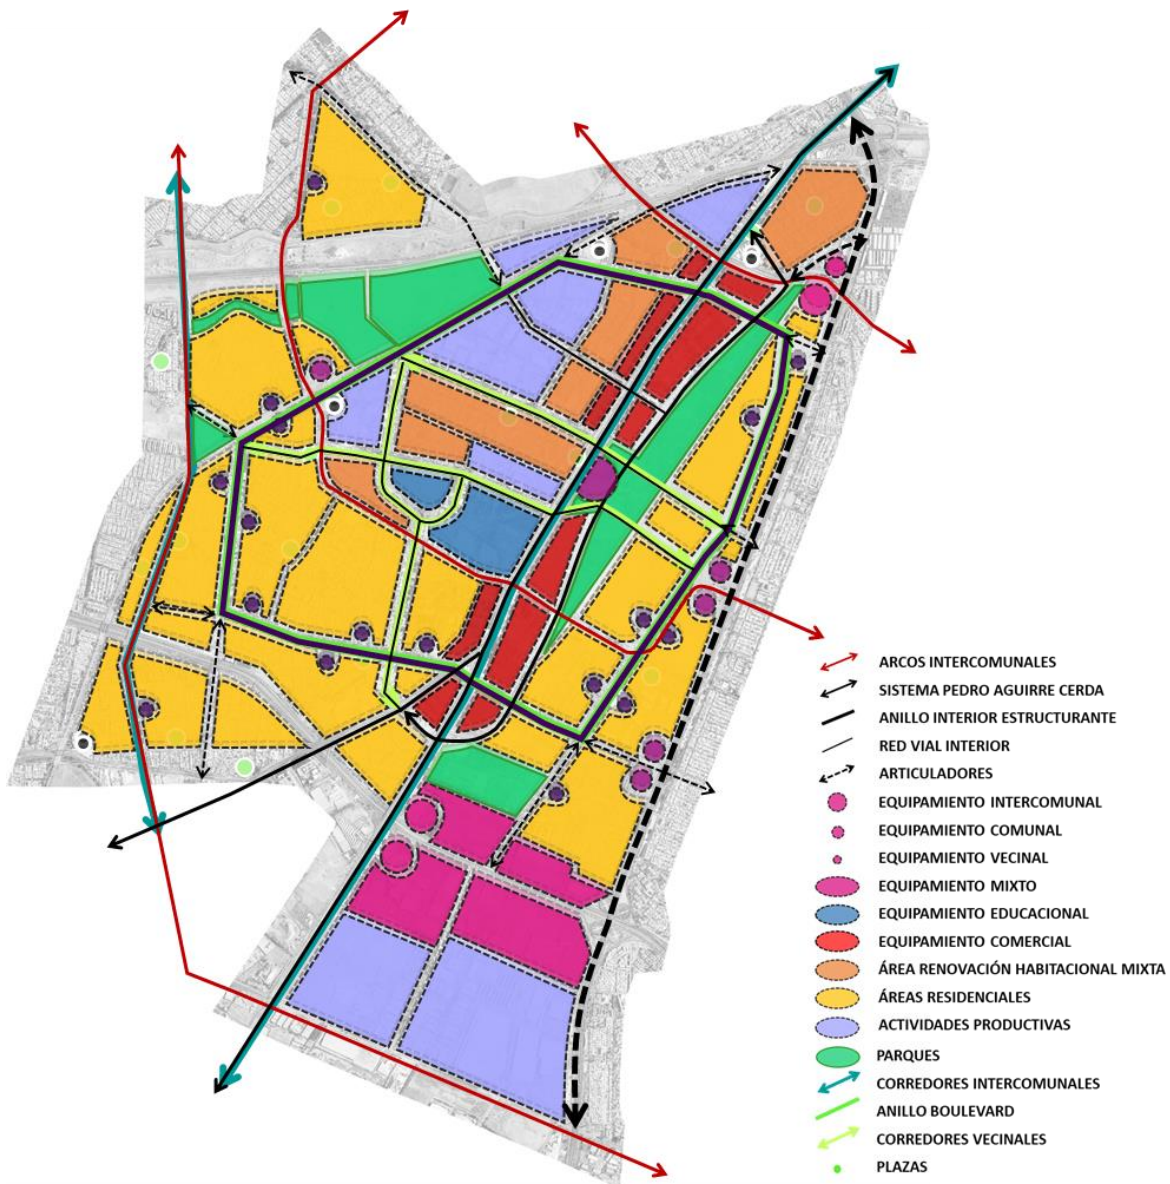 ARCOS INTERCOMUNALES
SISTEMA PEDRO AGUIRRE CERDA
ANILLO INTERIOR ESTRUCTURANTE
RED VIAL INTERIOR
ARTICULADORES
EQUIPAMIENTO INTERCOMUNAL
EQUIPAMIENTO COMUNAL
EQUIPAMIENTO VECINAL
EQUIPAMIENTO MIXTO
EQUIPAMIENTO EDUCACIONAL
EQUIPAMIENTO COMERCIAL
ÁREA RENOVACIÓN HABITACIONAL MIXTA
ÁREAS RESIDENCIALES
ACTIVIDADES PRODUCTIVAS
PARQUES
CORREDORES INTERCOMUNALES
ANILLO BOULEVARD
CORREDORES VECINALES
PLAZAS